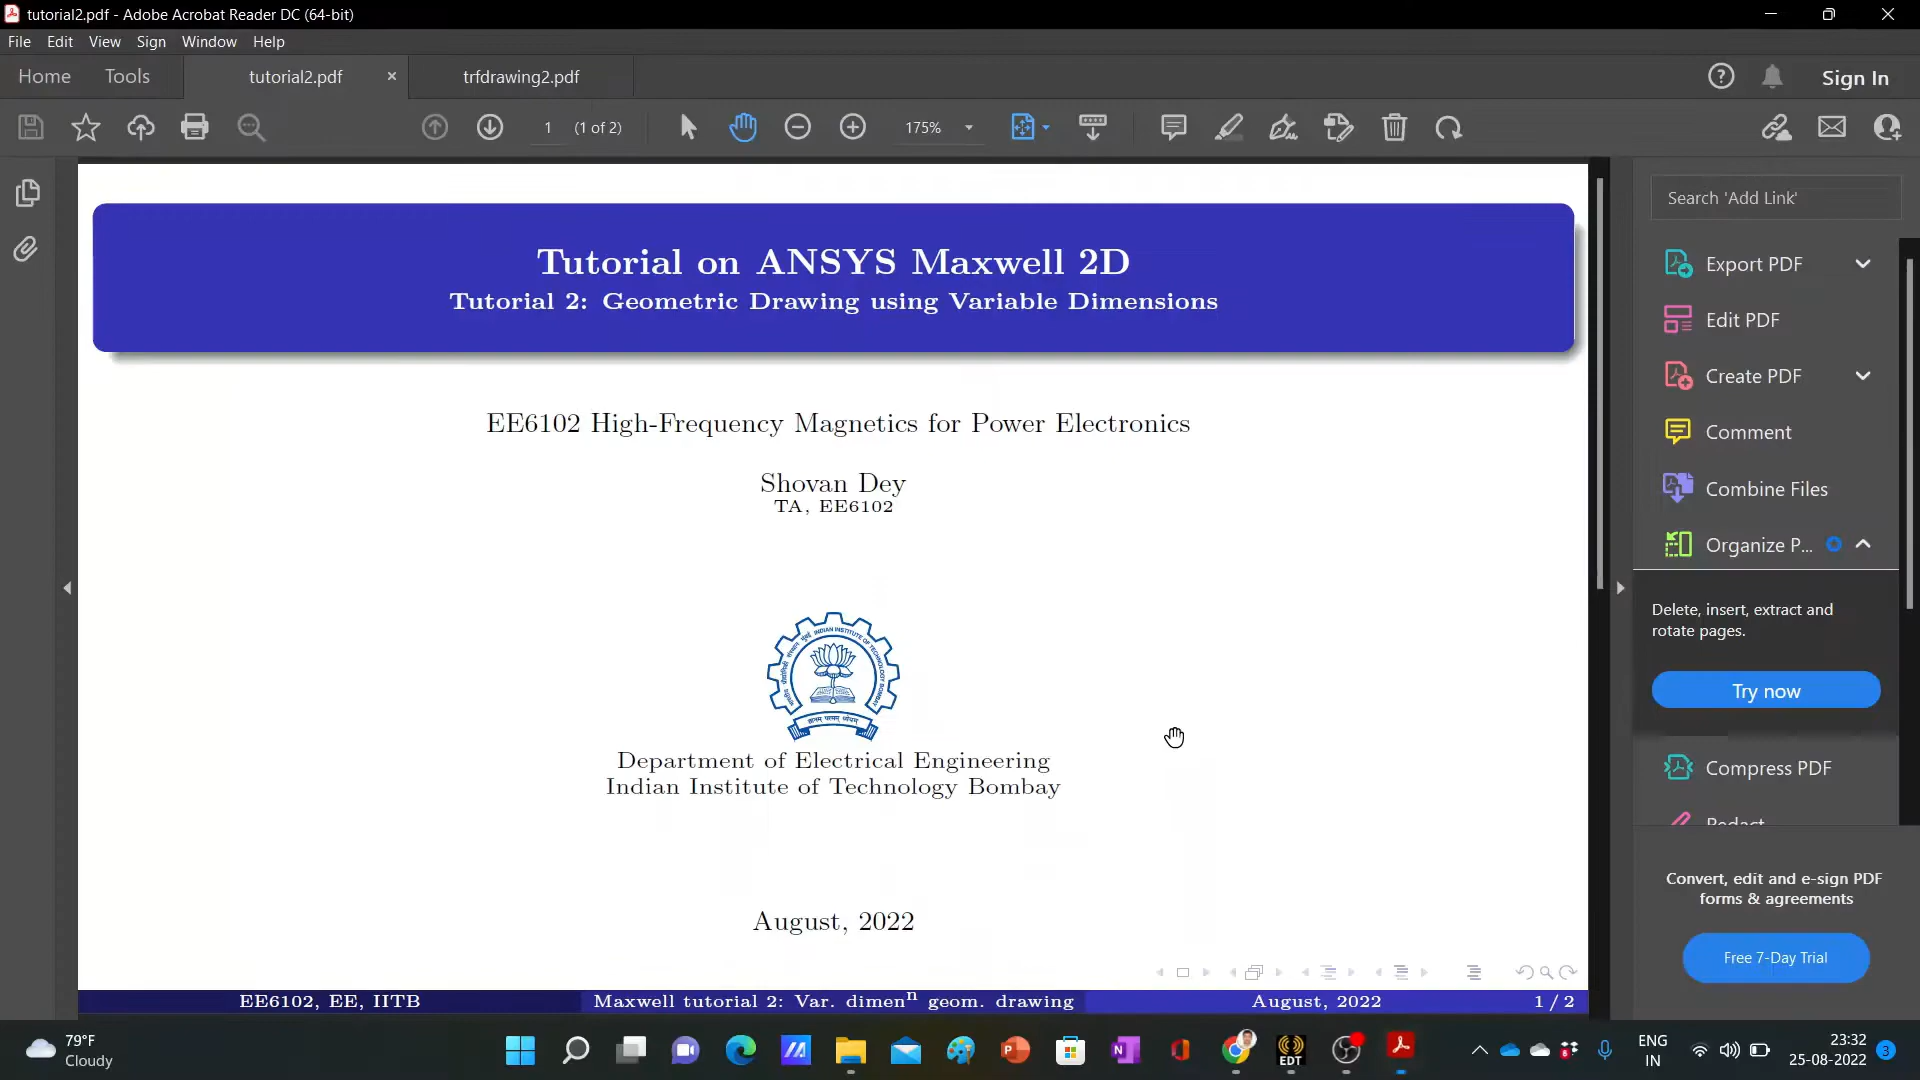 tutorial2.pdf - Adobe Acrobat Reader DC (64-bit)
File Edit View Sign Window Help
Home Tools tutorial2.pdf × trfdrawing2.pdf Sign In
1 (1 of 2) 175%
Search 'Add Link'
Tutorial on ANSYS Maxwell 2D
Tutorial 2: Geometric Drawing using Variable Dimensions
EE6102 High-Frequency Magnetics for Power Electronics
Shovan Dey
TA, EE6102
Department of Electrical Engineering
Indian Institute of Technology Bombay
August, 2022
EE6102, EE, IITB Maxwell tutorial 2: Var. dimenⁿ geom. drawing August, 2022 1 / 2
Export PDF
Edit PDF
Create PDF
Comment
Combine Files
Organize P...
Delete, insert, extract and
rotate pages.
Try now
Compress PDF
Redact
Convert, edit and e-sign PDF
forms & agreements
Free 7-Day Trial
79°F
Cloudy
EDT
ENG
IN
23:32
25-08-2022
3